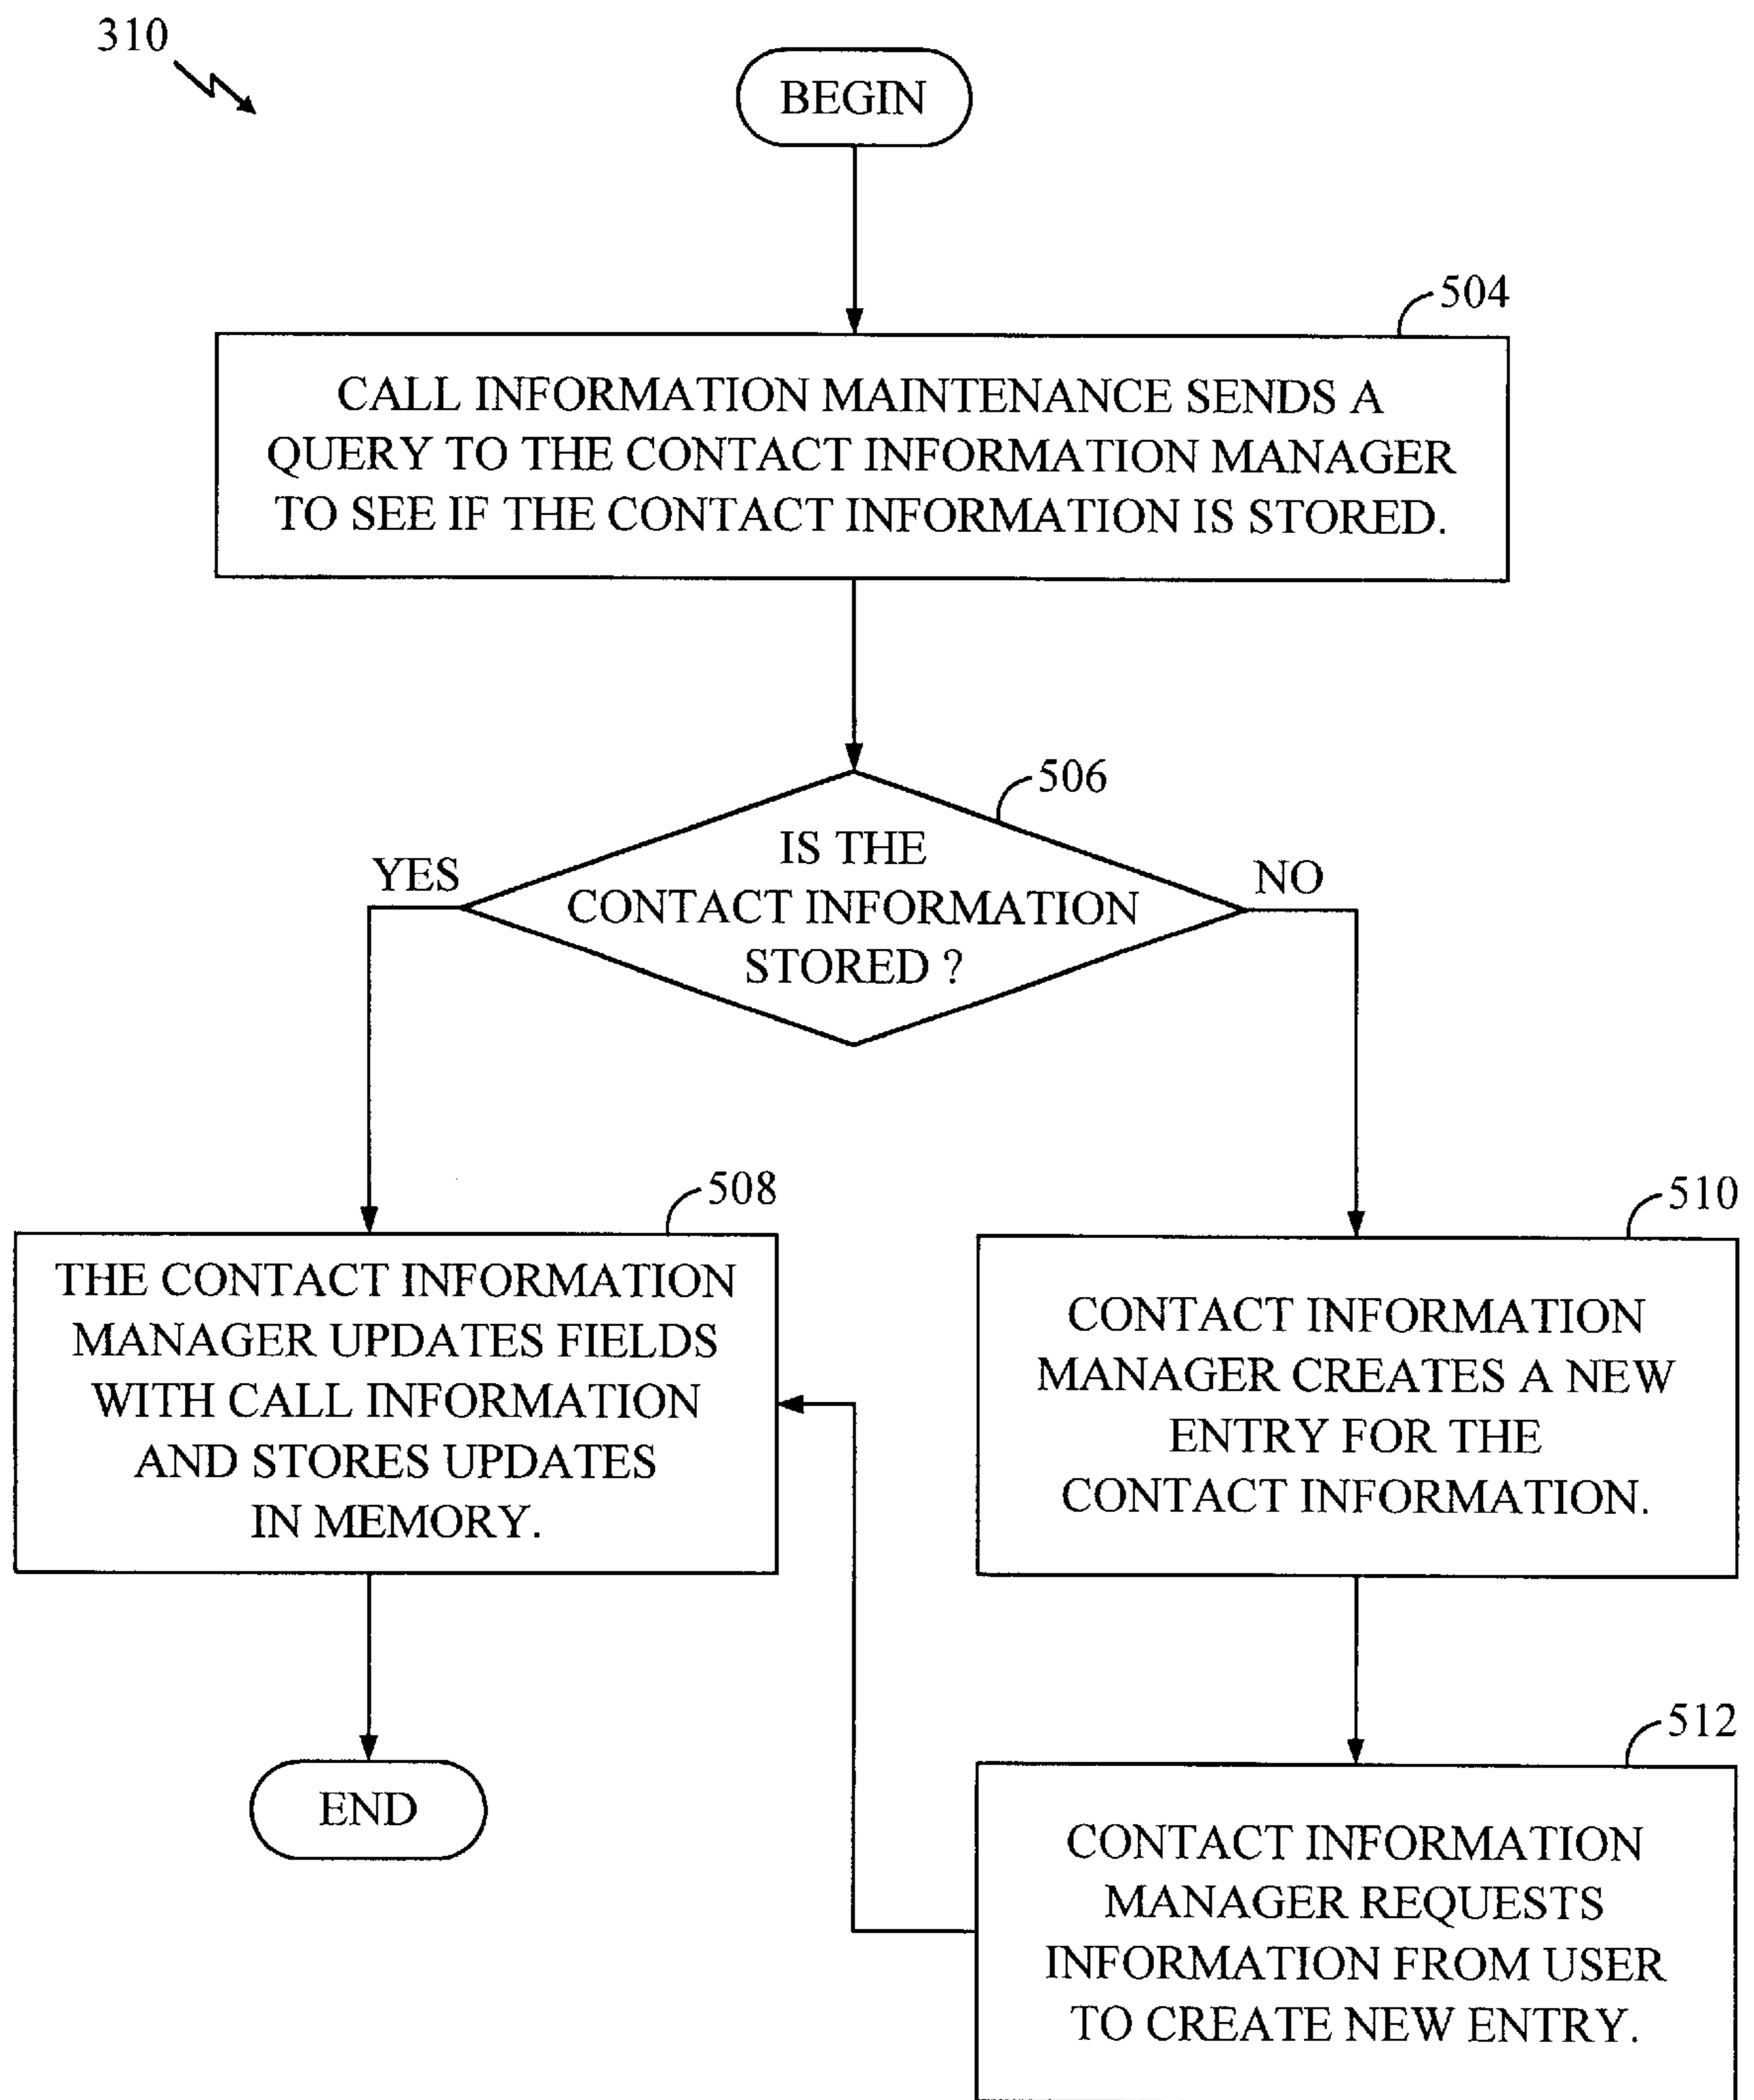 310
BEGIN
504
CALL INFORMATION MAINTENANCE SENDS A
QUERY TO THE CONTACT INFORMATION MANAGER
TO SEE IF THE CONTACT INFORMATION IS STORED.
506
IS THE
CONTACT INFORMATION
STORED ?
YES
NO
508
THE CONTACT INFORMATION
MANAGER UPDATES FIELDS
WITH CALL INFORMATION
AND STORES UPDATES
IN MEMORY.
510
CONTACT INFORMATION
MANAGER CREATES A NEW
ENTRY FOR THE
CONTACT INFORMATION.
END
512
CONTACT INFORMATION
MANAGER REQUESTS
INFORMATION FROM USER
TO CREATE NEW ENTRY.